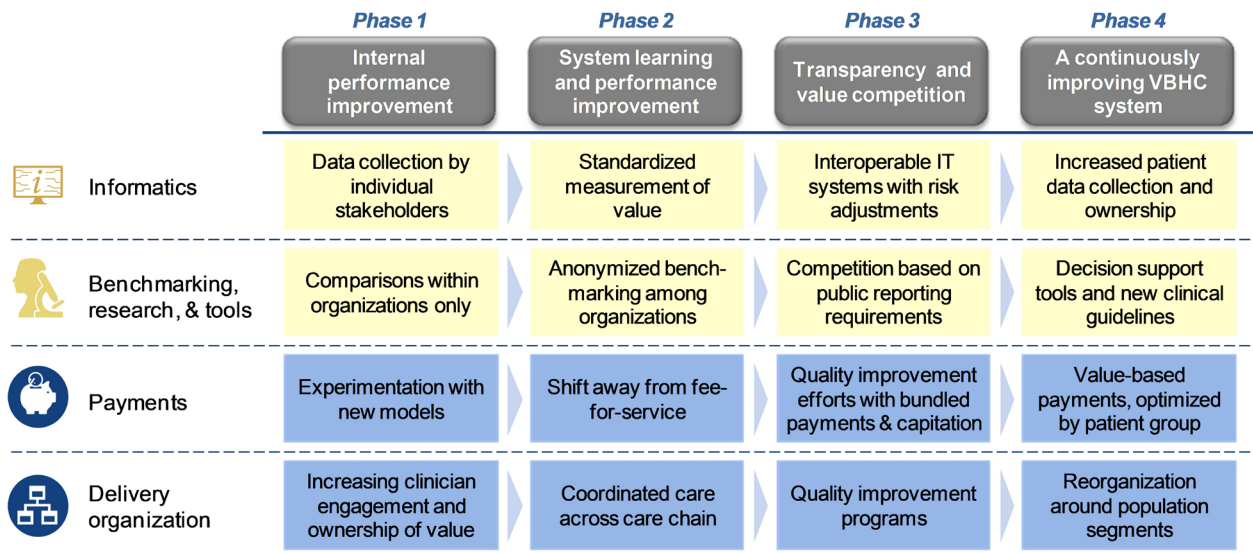 Phase 1
Phase 2
Phase 3
Phase 4
Internal
performance
improvement
System learning
and performance
improvement
Transparency and
value competition
A continuously
improving VBHC
system
Informatics
Data collection by
individual
stakeholders
Standardized
measurement of
value
Interoperable IT
systems with risk
adjustments
Increased patient
data collection and
ownership
Benchmarking,
research, & tools
Comparisons within
organizations only
Anonymized bench-
marking among
organizations
Competition based on
public reporting
requirements
Decision support
tools and new clinical
guidelines
Payments
Experimentation with
new models
Shift away from fee-
for-service
Quality improvement
efforts with bundled
payments & capitation
Value-based
payments, optimized
by patient group
Delivery
organization
Increasing clinician
engagement and
ownership of value
Coordinated care
across care chain
Quality improvement
programs
Reorganization
around population
segments